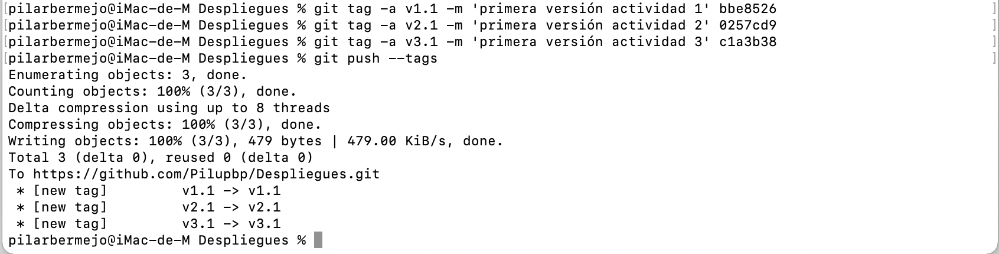 [pilarbermejo@iMac-de-M Despliegues % git tag -a v1.1 -m 'primera versión actividad 1' bbe8526 ]
[pilarbermejo@iMac-de-M Despliegues % git tag -a v2.1 -m 'primera versión actividad 2' 0257cd9 ]
[pilarbermejo@iMac-de-M Despliegues % git tag -a v3.1 -m 'primera versión actividad 3' c1a3b38 ]
[pilarbermejo@iMac-de-M Despliegues % git push --tags ]
Enumerating objects: 3, done.
Counting objects: 100% (3/3), done.
Delta compression using up to 8 threads
Compressing objects: 100% (3/3), done.
Writing objects: 100% (3/3), 479 bytes | 479.00 KiB/s, done.
Total 3 (delta 0), reused 0 (delta 0)
To https://github.com/Pilupbp/Despliegues.git
 * [new tag]         v1.1 -> v1.1
 * [new tag]         v2.1 -> v2.1
 * [new tag]         v3.1 -> v3.1
pilarbermejo@iMac-de-M Despliegues %